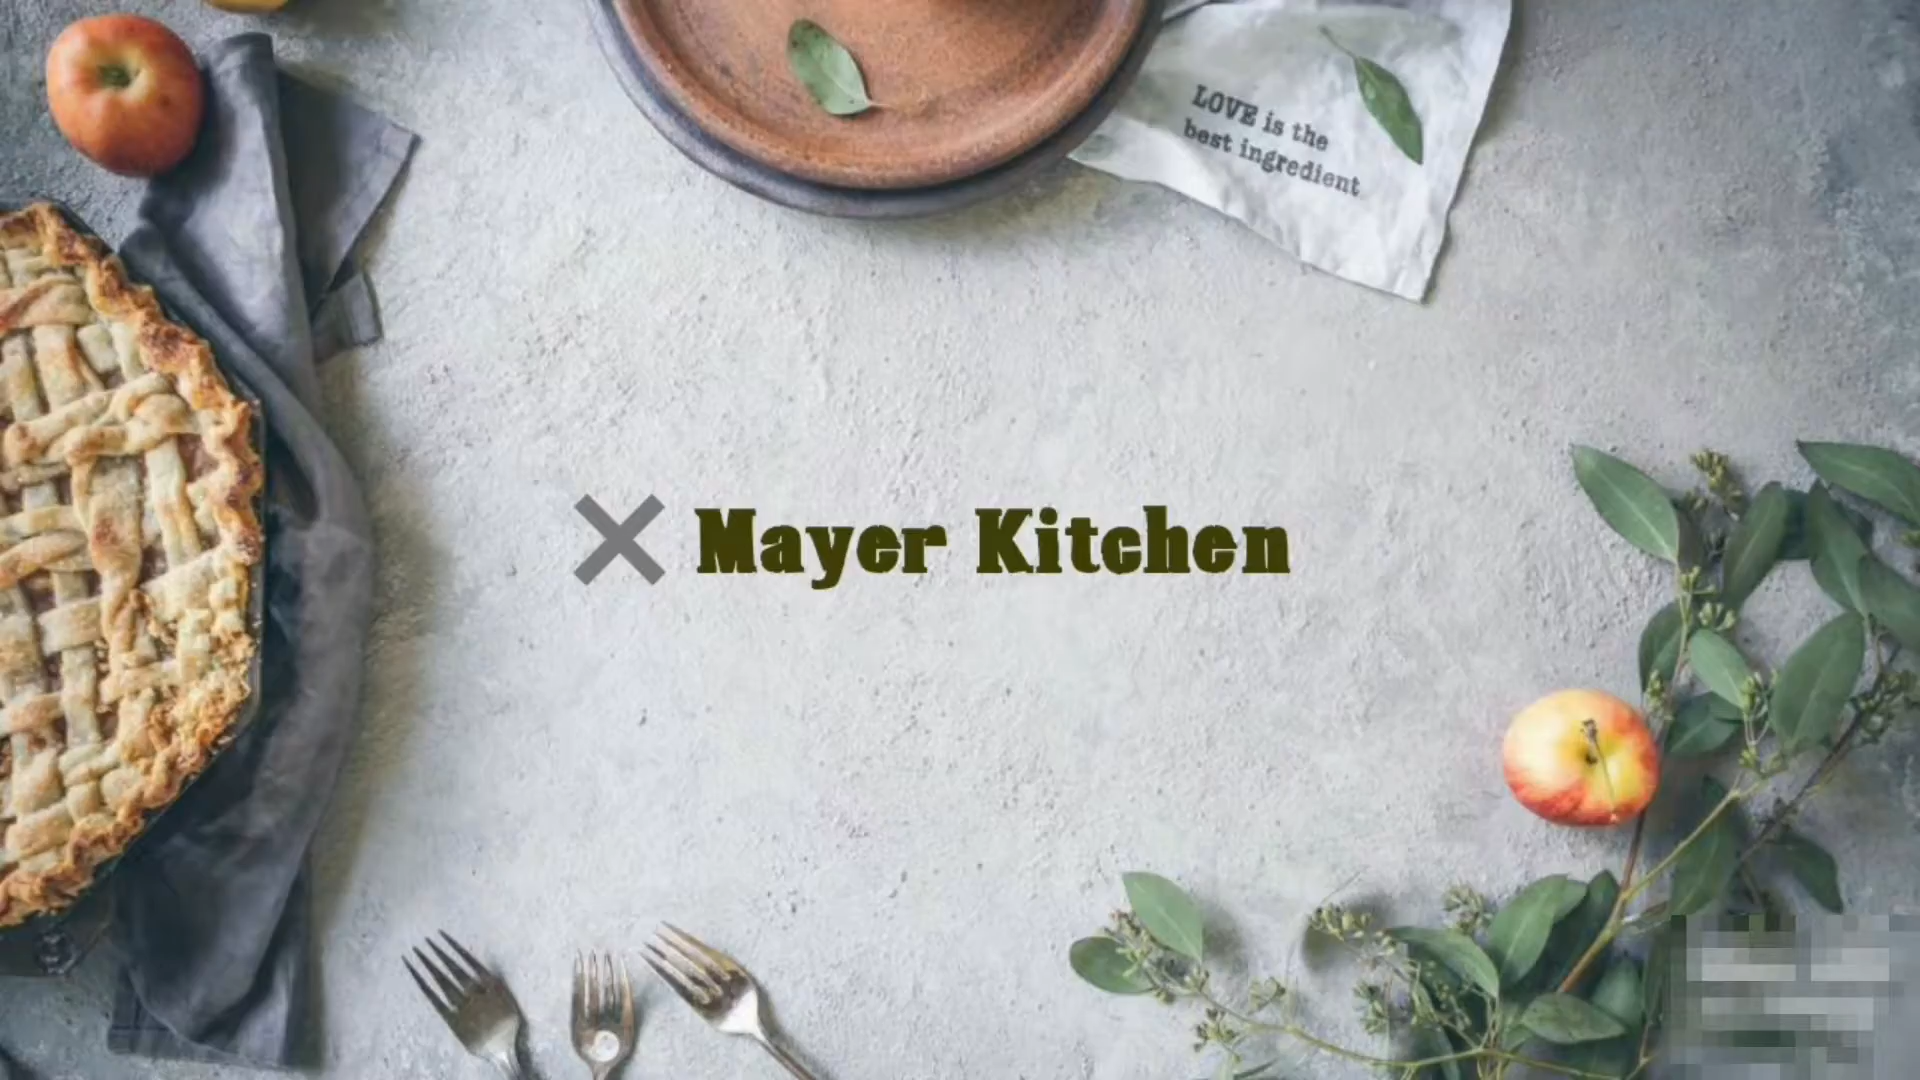 LOVE is the
best ingredient
Mayer Kitchen